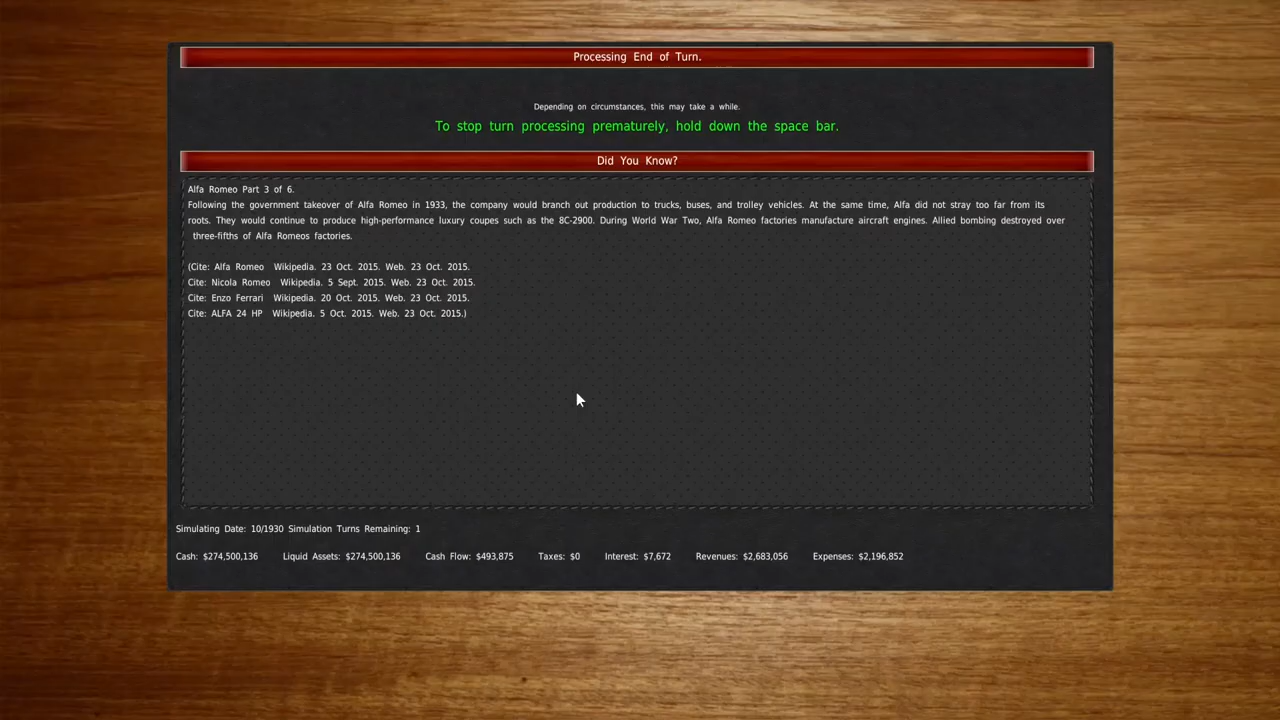 Processing End of Turn.
Depending on circumstances, this may take a while.
To stop turn processing prematurely, hold down the space bar.
Did You Know?
Alfa Romeo Part 3 of 6.
Following the government takeover of Alfa Romeo in 1933, the company would branch out production to trucks, buses, and trolley vehicles. At the same time, Alfa did not stray too far from its
roots. They would continue to produce high-performance luxury coupes such as the 8C-2900. During World War Two, Alfa Romeo factories manufacture aircraft engines. Allied bombing destroyed over
three-fifths of Alfa Romeos factories.
(Cite: Alfa Romeo Wikipedia. 23 Oct. 2015. Web. 23 Oct. 2015.
Cite: Nicola Romeo Wikipedia. 5 Sept. 2015. Web. 23 Oct. 2015.
Cite: Enzo Ferrari Wikipedia. 20 Oct. 2015. Web. 23 Oct. 2015.
Cite: ALFA 24 HP Wikipedia. 5 Oct. 2015. Web. 23 Oct. 2015.)
Simulating Date: 10/1930 Simulation Turns Remaining: 1
Cash: $274,500,136 Liquid Assets: $274,500,136 Cash Flow: $493,875 Taxes: $0 Interest: $7,672 Revenues: $2,683,056 Expenses: $2,196,852